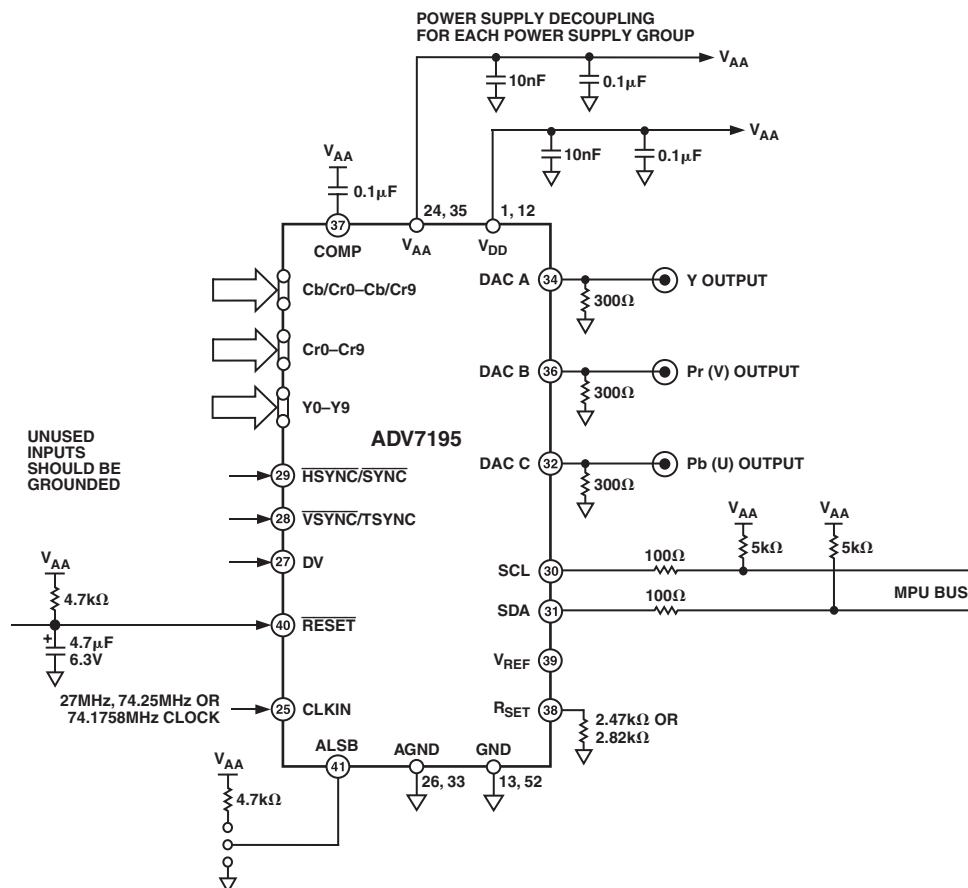 POWER SUPPLY DECOUPLING
FOR EACH POWER SUPPLY GROUP
VAA
10nF
0.1µF
VAA
10nF
0.1µF
VAA
0.1µF
24, 35
1, 12
37
COMP
VAA
VDD
Cb/Cr0–Cb/Cr9
DAC A
34
Y OUTPUT
300Ω
Cr0–Cr9
DAC B
36
Pr (V) OUTPUT
300Ω
Y0–Y9
ADV7195
UNUSED
INPUTS
SHOULD BE
GROUNDED
DAC C
32
Pb (U) OUTPUT
300Ω
29
HSYNC/SYNC
28
VSYNC/TSYNC
27
DV
VAA
VAA
5kΩ
5kΩ
SCL
30
100Ω
SDA
31
100Ω
MPU BUS
VAA
4.7kΩ
40
RESET
+
4.7µF
6.3V
VREF
39
27MHz, 74.25MHz OR
74.1758MHz CLOCK
25
CLKIN
RSET
38
2.47kΩ OR
2.82kΩ
ALSB
41
AGND
26, 33
GND
13, 52
VAA
4.7kΩ